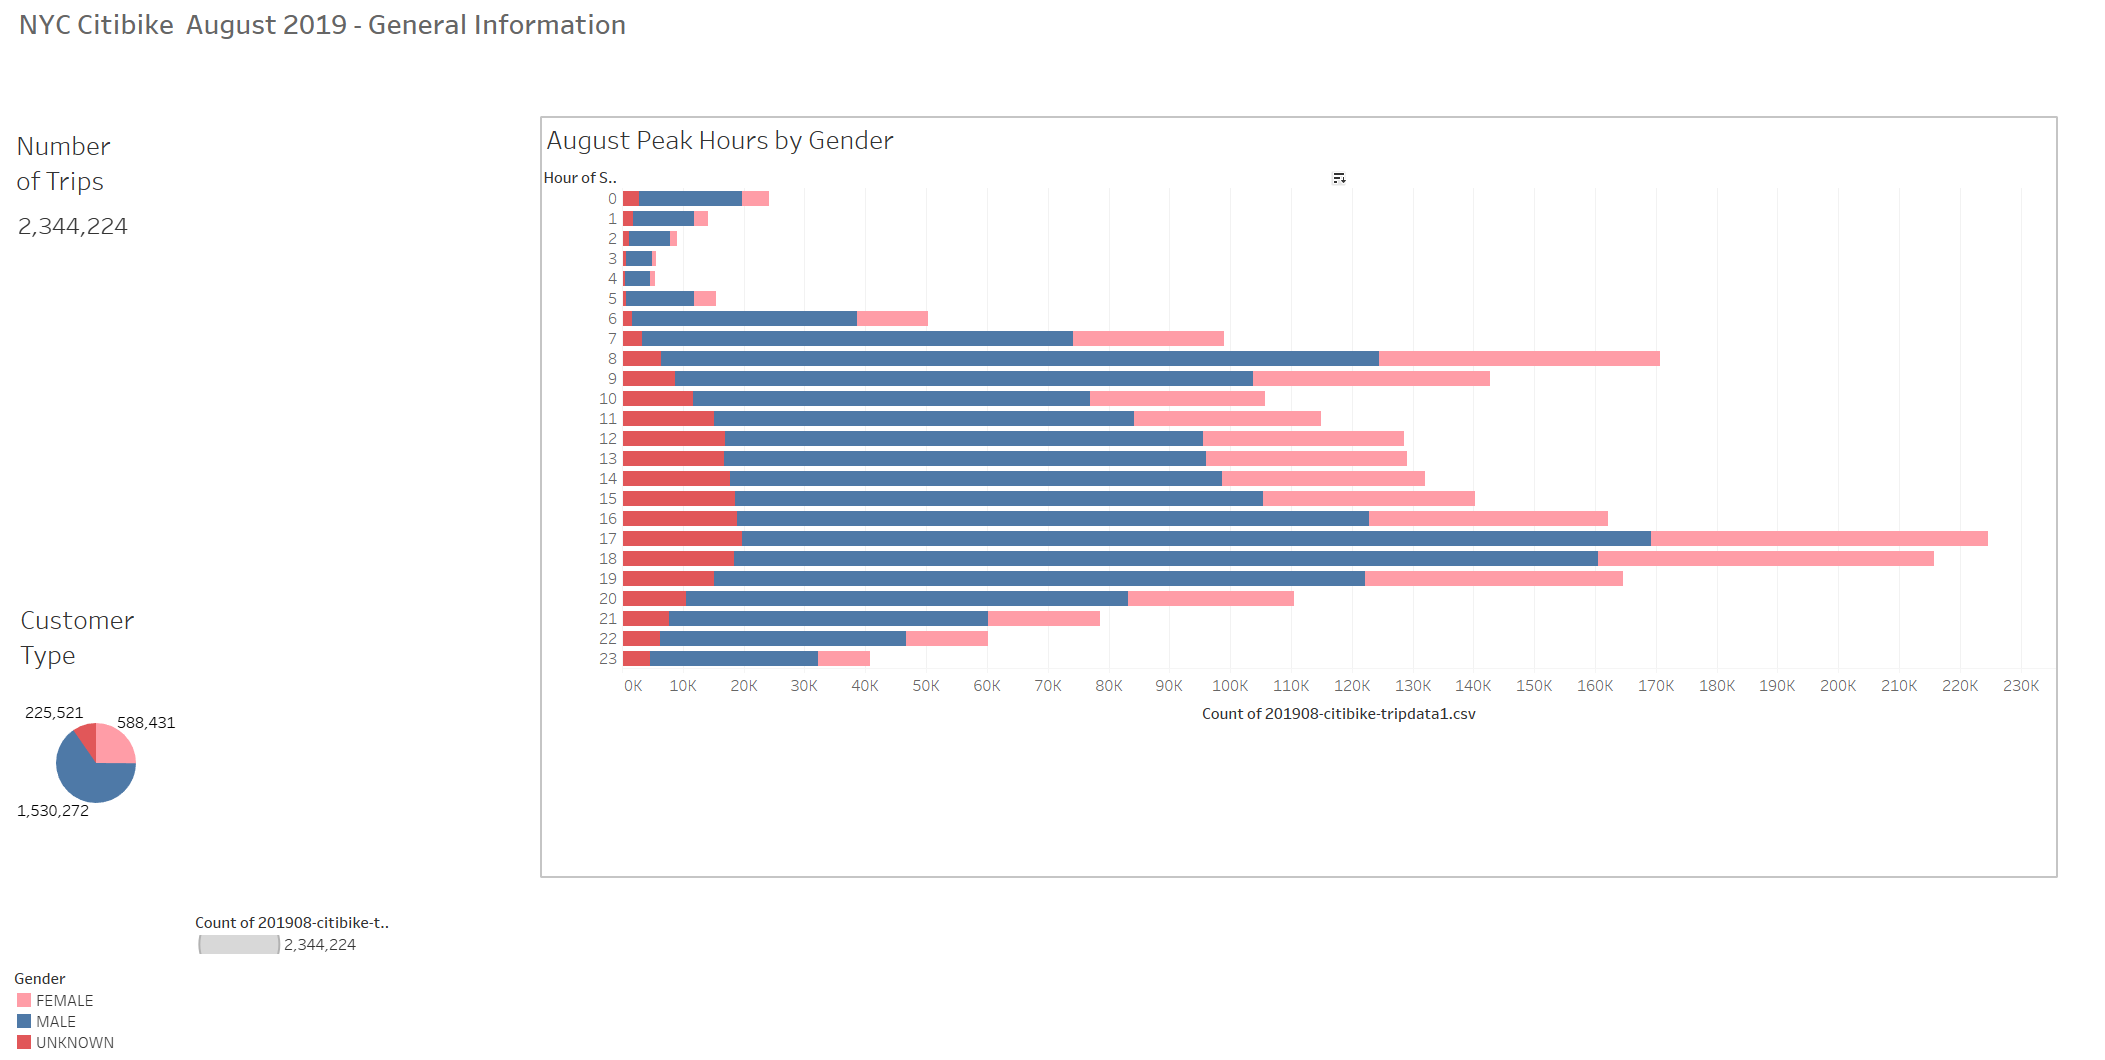 NYC Citibike  August 2019 - General Information
Number
of Trips
2,344,224
August Peak Hours by Gender
Hour of S..
0
1
2
3
4
5
6
7
8
9
10
11
12
13
14
15
16
17
18
19
20
21
22
23
0K 10K 20K 30K 40K 50K 60K 70K 80K 90K 100K 110K 120K 130K 140K 150K 160K 170K 180K 190K 200K 210K 220K 230K
Count of 201908-citibike-tripdata1.csv
Customer
Type
225,521
588,431
1,530,272
Count of 201908-citibike-t..
2,344,224
Gender
FEMALE
MALE
UNKNOWN